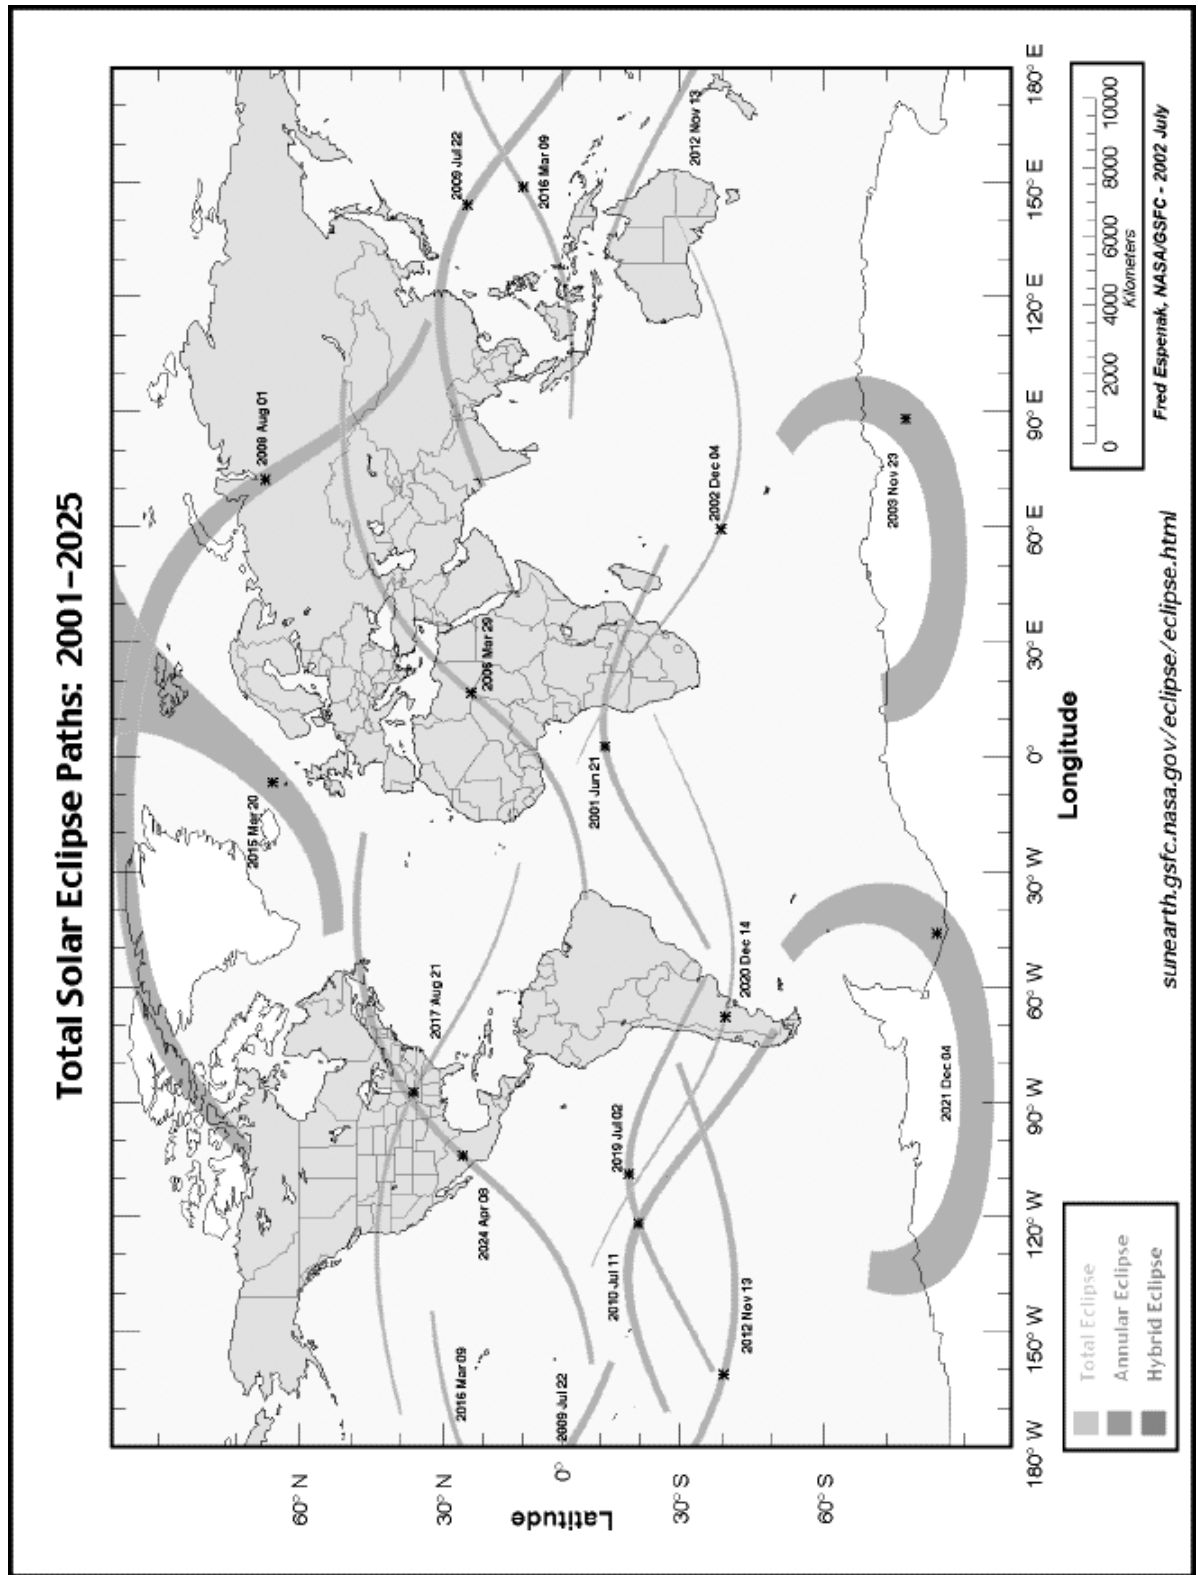 Total Solar Eclipse Paths: 2001–2025
2008 Aug 01
2009 Jul 22
2016 Mar 09
2012 Nov 13
2015 Mar 20
2006 Mar 29
2001 Jun 21
2002 Dec 04
2003 Nov 23
2017 Aug 21
2024 Apr 08
2016 Mar 09
2009 Jul 22
2010 Jul 11
2019 Jul 02
2020 Dec 14
2012 Nov 13
2021 Dec 04
Latitude
60° N
30° N
0°
30° S
60° S
180° W
150° W
120° W
90° W
60° W
30° W
0°
30° E
60° E
90° E
120° E
150° E
180° E
Longitude
Total Eclipse
Annular Eclipse
Hybrid Eclipse
sunearth.gsfc.nasa.gov/eclipse/eclipse.html
0 2000 4000 6000 8000 10000
Kilometers
Fred Espenak, NASA/GSFC - 2002 July